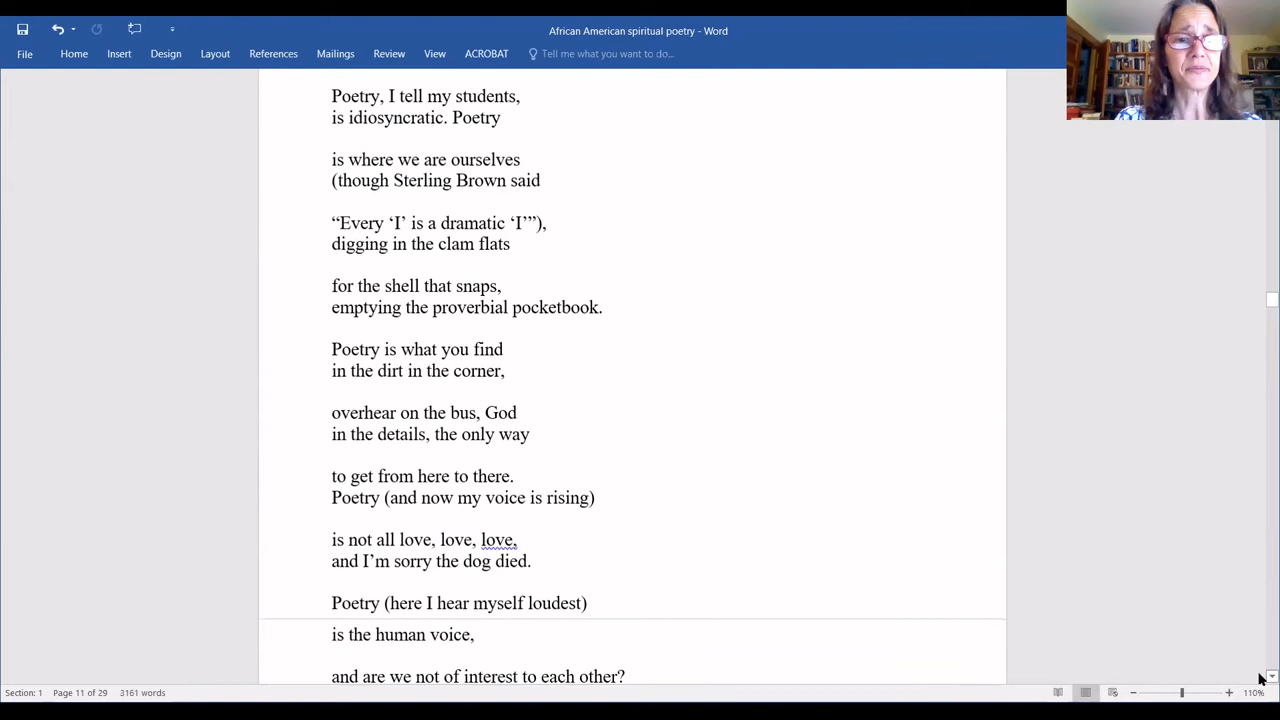 African American spiritual poetry - Word
File Home Insert Design Layout References Mailings Review View ACROBAT Tell me what you want to do...
Poetry, I tell my students,
is idiosyncratic. Poetry
is where we are ourselves
(though Sterling Brown said
“Every ‘I’ is a dramatic ‘I’”),
digging in the clam flats
for the shell that snaps,
emptying the proverbial pocketbook.
Poetry is what you find
in the dirt in the corner,
overhear on the bus, God
in the details, the only way
to get from here to there.
Poetry (and now my voice is rising)
is not all love, love, love,
and I’m sorry the dog died.
Poetry (here I hear myself loudest)
is the human voice,
and are we not of interest to each other?
Section: 1 Page 11 of 29 3161 words 110%